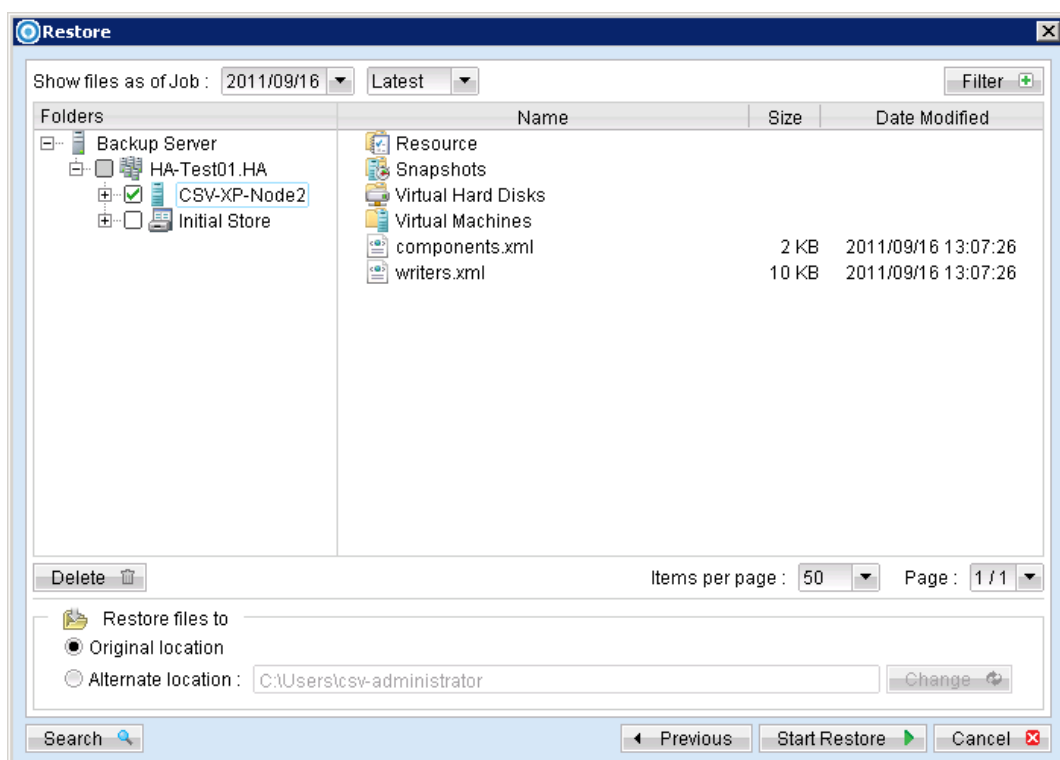 Restore
Show files as of Job : 2011/09/16 Latest Filter
Folders Name Size Date Modified
Backup Server Resource
HA-Test01.HA Snapshots
CSV-XP-Node2 Virtual Hard Disks
Initial Store Virtual Machines
components.xml 2 KB 2011/09/16 13:07:26
writers.xml 10 KB 2011/09/16 13:07:26
Delete Items per page : 50 Page : 1 / 1
Restore files to
Original location
Alternate location : C:\Users\csv-administrator Change
Search Previous Start Restore Cancel